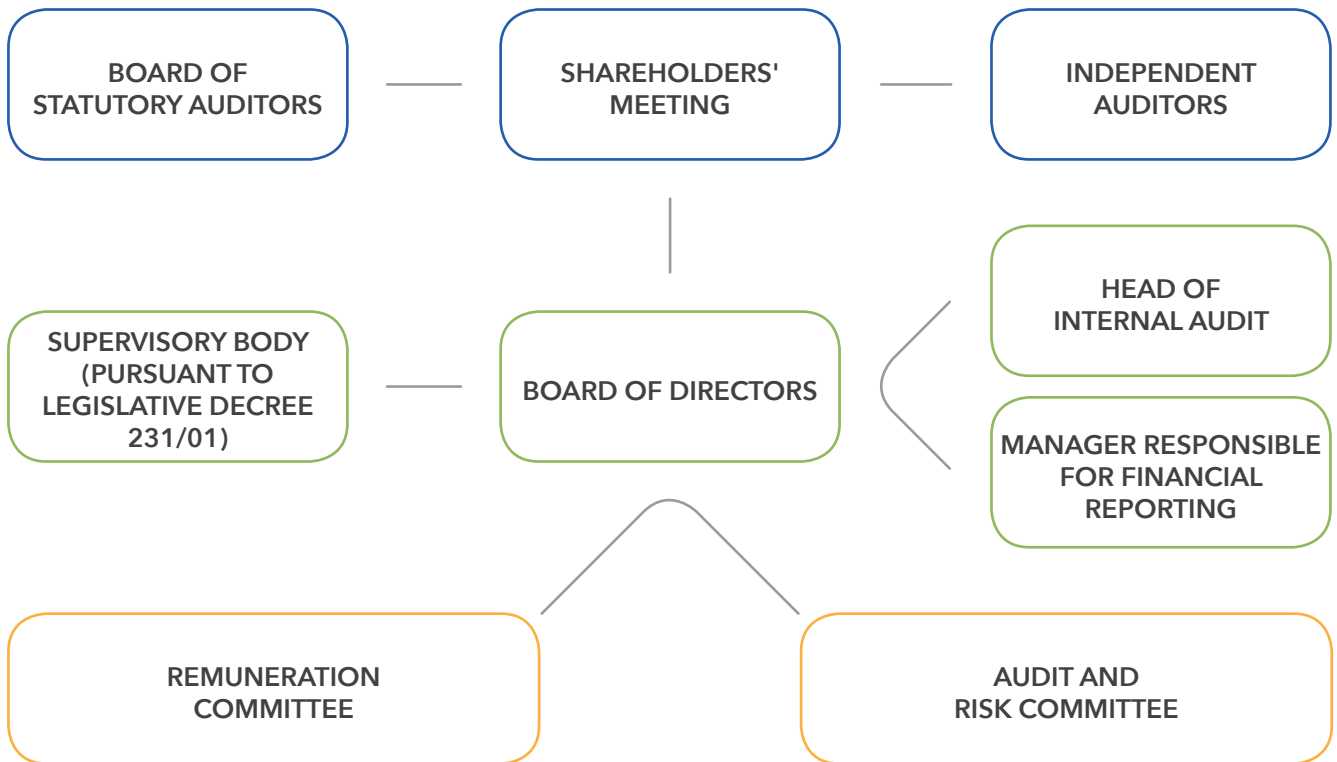 BOARD OF
STATUTORY AUDITORS
SHAREHOLDERS'
MEETING
INDEPENDENT
AUDITORS
SUPERVISORY BODY
(PURSUANT TO
LEGISLATIVE DECREE
231/01)
BOARD OF DIRECTORS
HEAD OF
INTERNAL AUDIT
MANAGER RESPONSIBLE
FOR FINANCIAL
REPORTING
REMUNERATION
COMMITTEE
AUDIT AND
RISK COMMITTEE